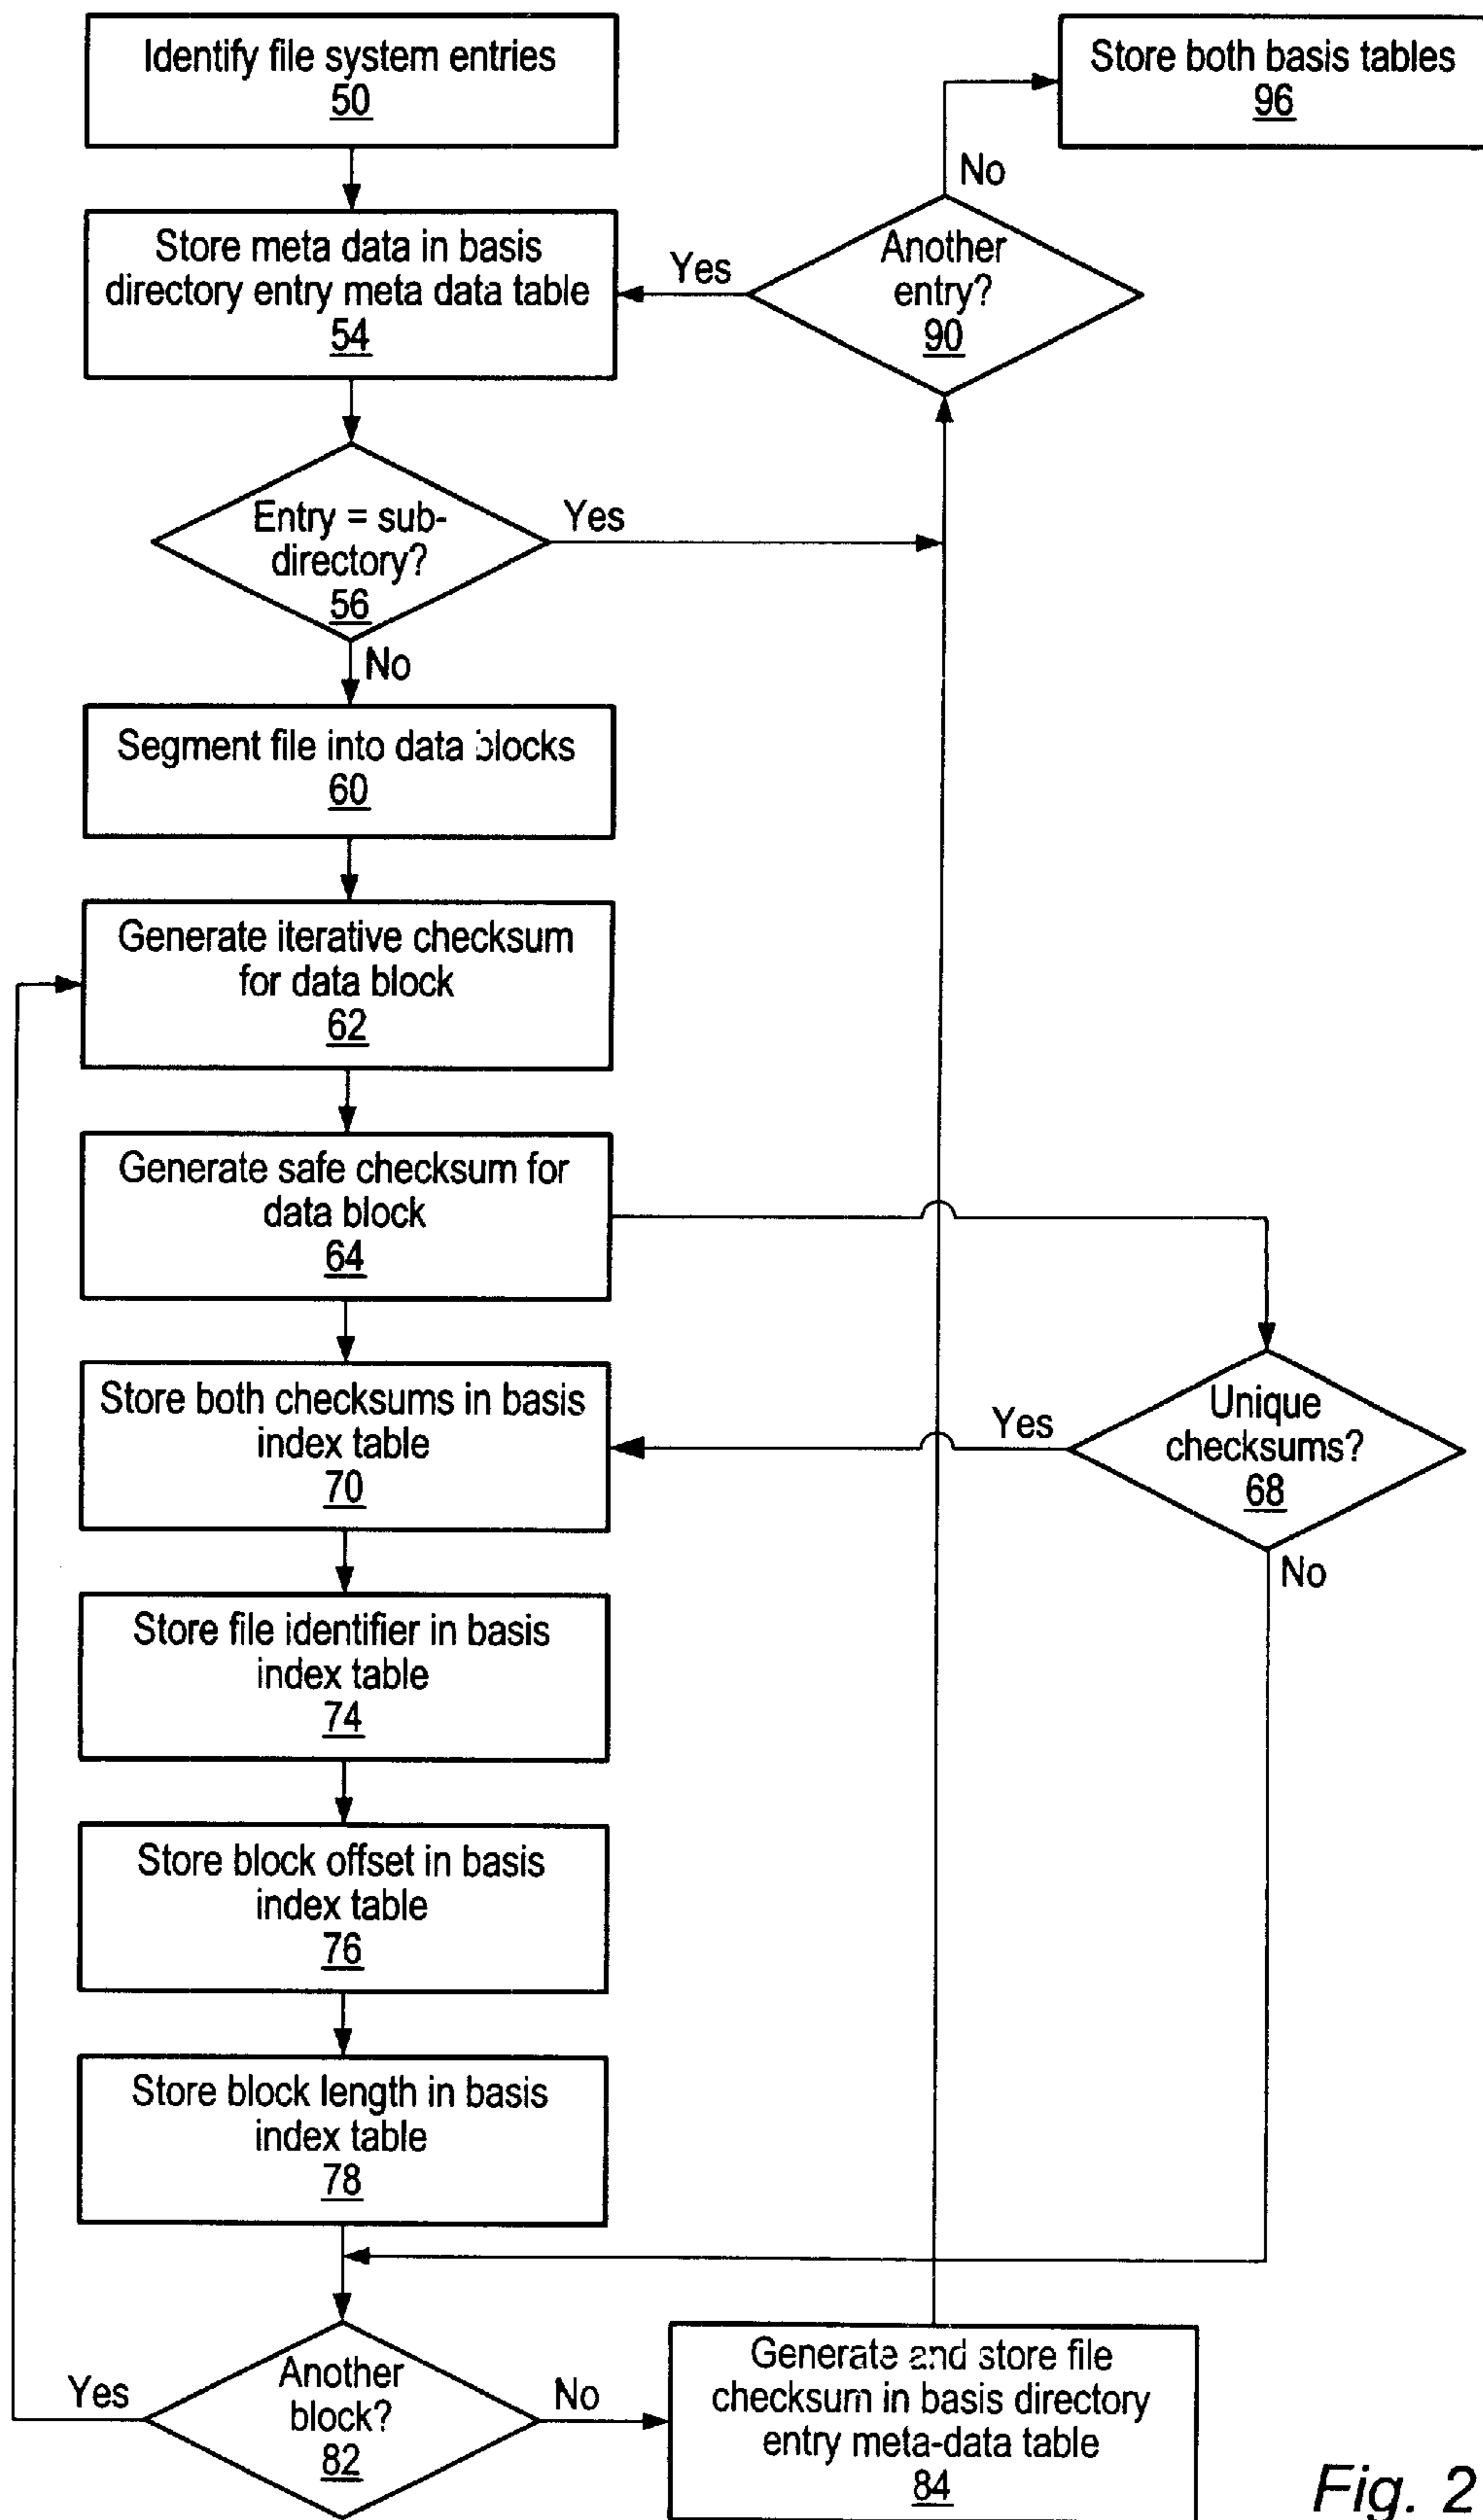 Identify file system entries
50
Store both basis tables
96
No
Store meta data in basis
directory entry meta data table
54
Yes
Another
entry?
90
Entry = sub-
directory?
56
Yes
No
Segment file into data blocks
60
Generate iterative checksum
for data block
62
Generate safe checksum for
data block
64
Store both checksums in basis
index table
70
Yes
Unique
checksums?
68
No
Store file identifier in basis
index table
74
Store block offset in basis
index table
76
Store block length in basis
index table
78
Yes
Another
block?
82
No
Generate and store file
checksum in basis directory
entry meta-data table
84
Fig. 2